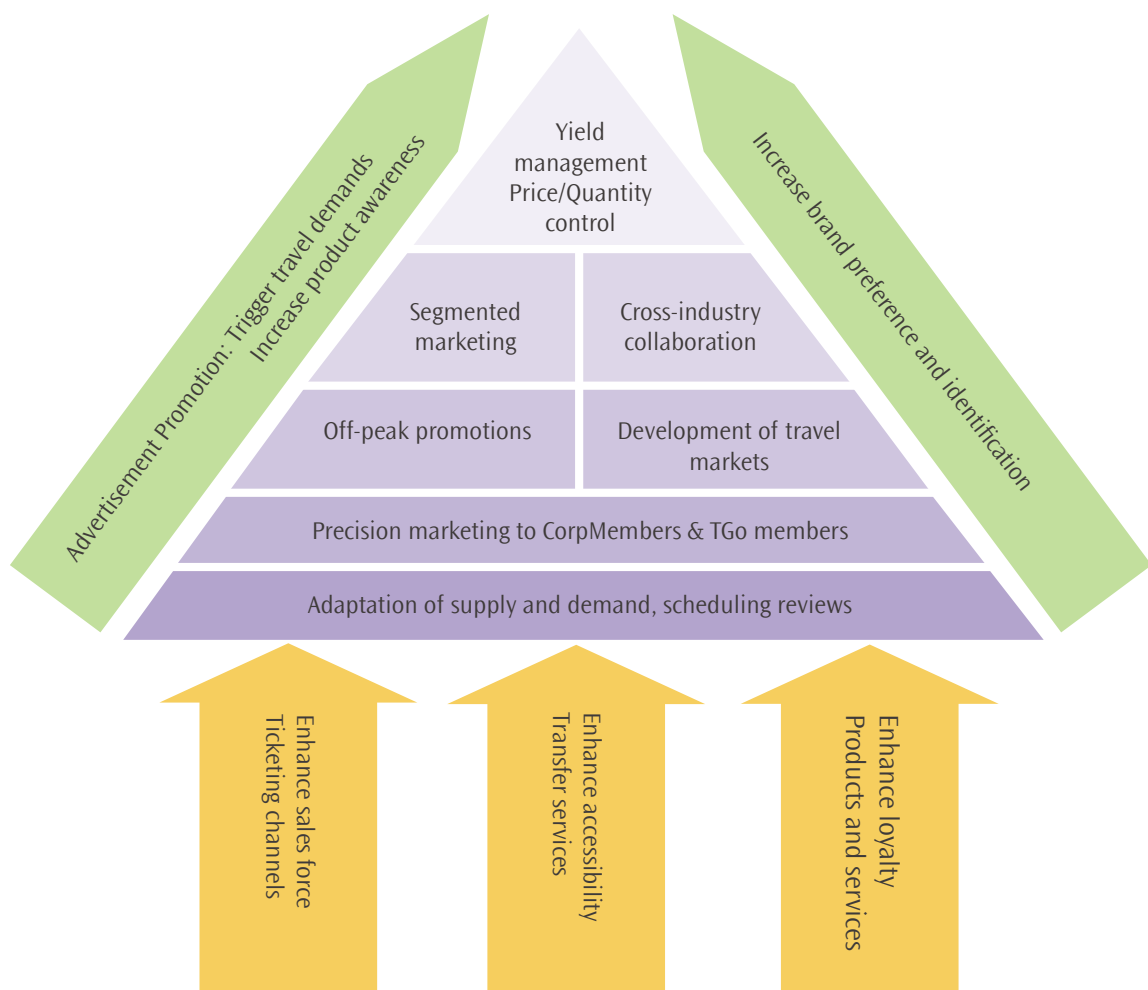 Advertisement Promotion: Trigger travel demands
Increase product awareness
Increase brand preference and identification
Yield
management
Price/Quantity
control
Segmented
marketing
Cross-industry
collaboration
Off-peak promotions
Development of travel
markets
Precision marketing to CorpMembers & TGo members
Adaptation of supply and demand, scheduling reviews
Enhance sales force
Ticketing channels
Enhance accessibility
Transfer services
Enhance loyalty
Products and services